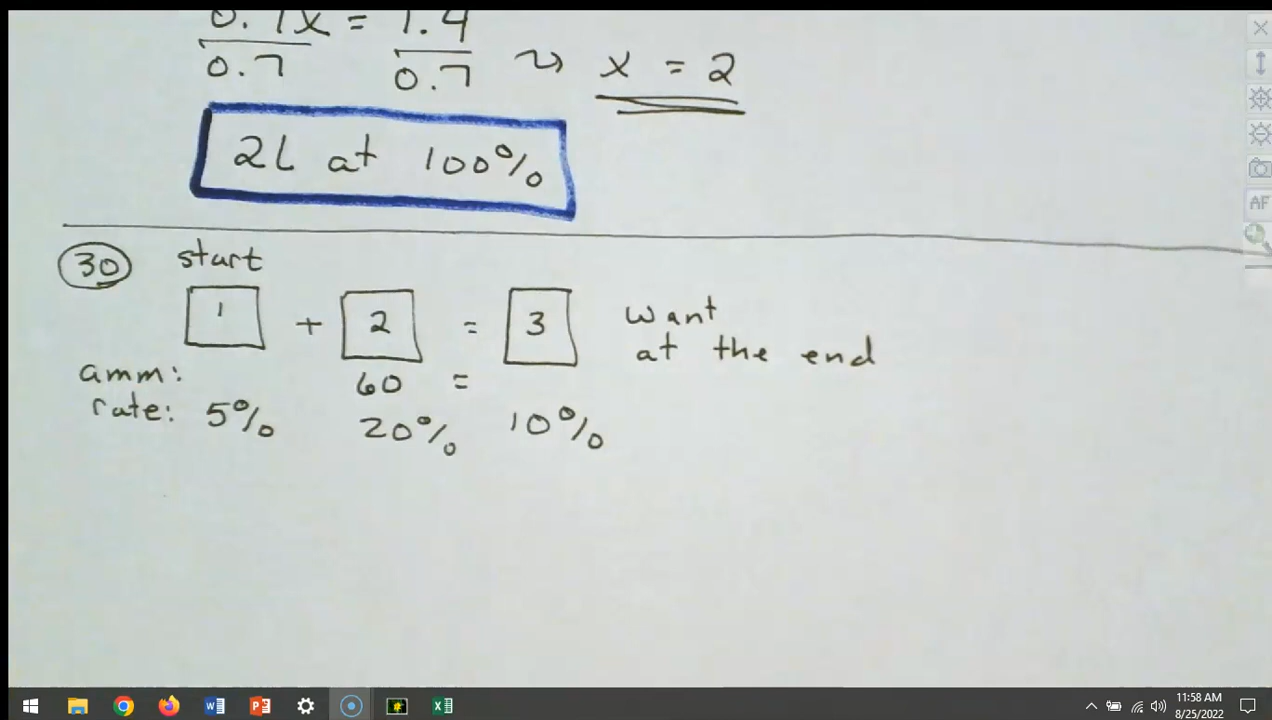 0.7x = 1.4
0.7 0.7 ~> x = 2
2L at 100%
30 start
1 + 2 = 3 want at the end
amm: 60 =
rate: 5% 20% 10%
AF
11:58 AM
8/25/2022